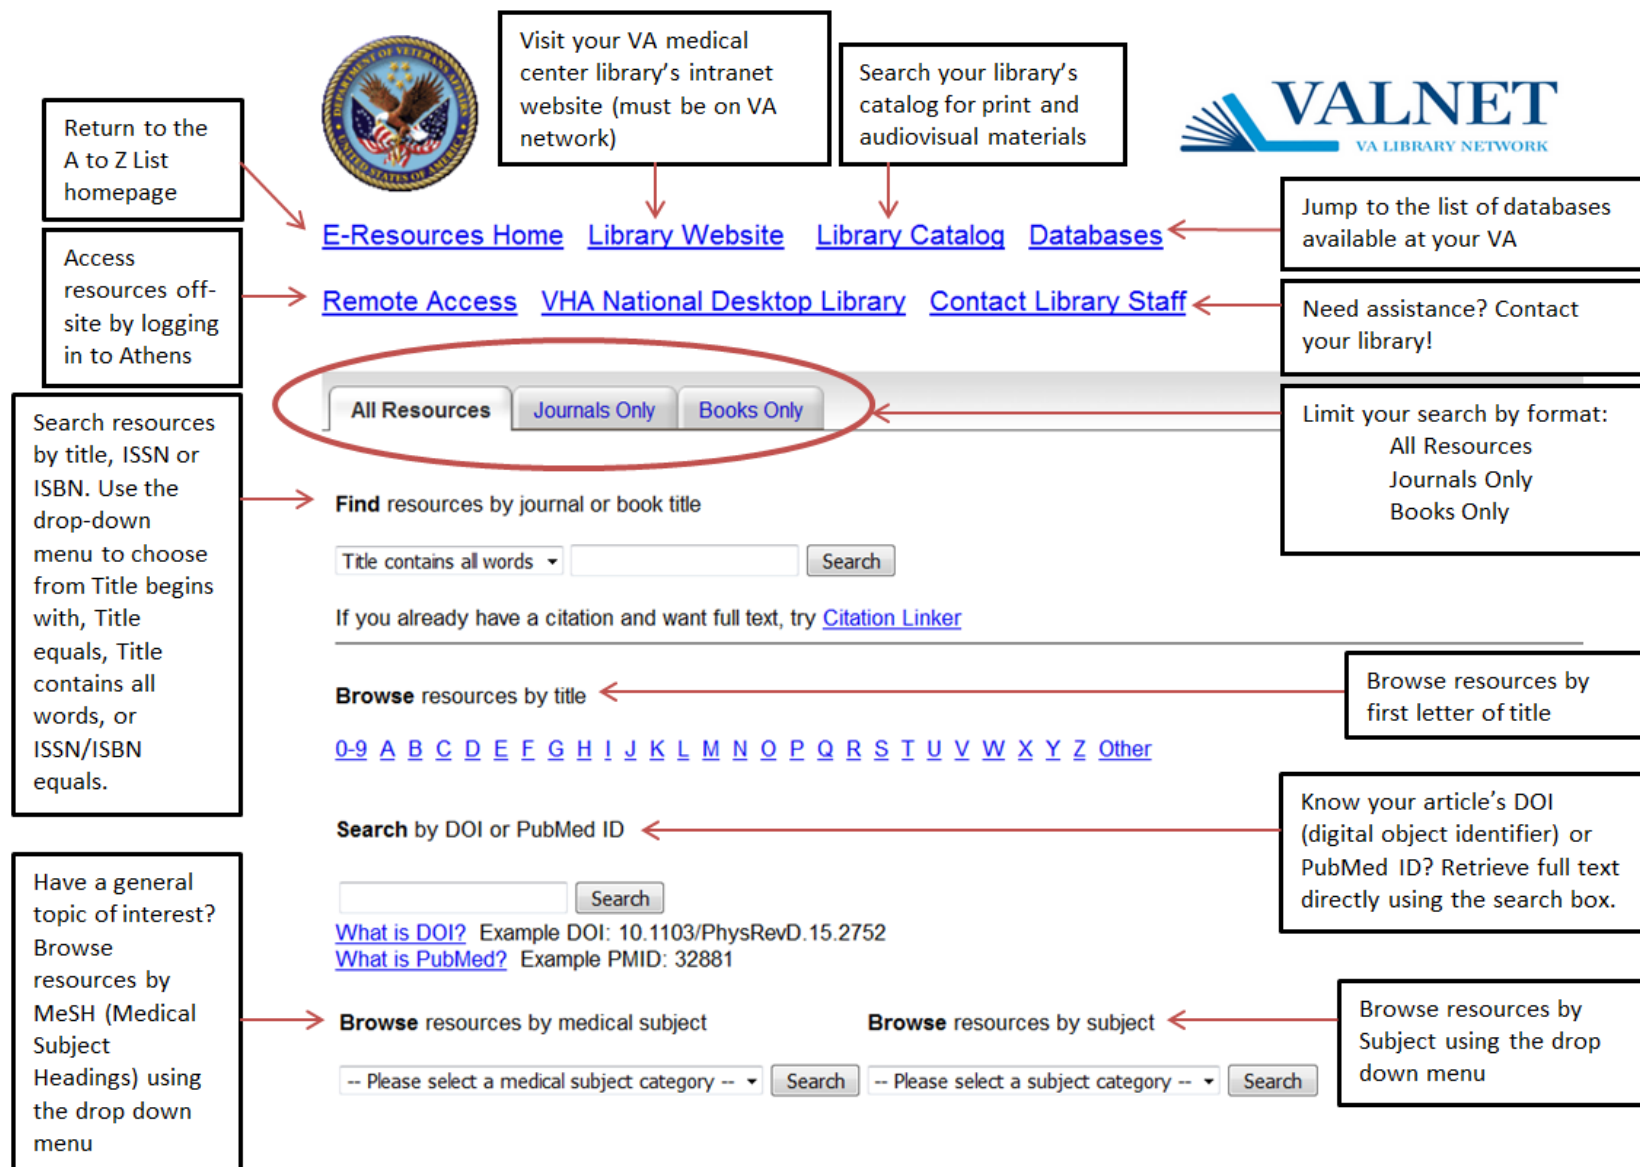 DEPARTMENT OF VETERANS AFFAIRS
UNITED STATES OF AMERICA
Visit your VA medical
center library's intranet
website (must be on VA
network)
Search your library's
catalog for print and
audiovisual materials
VALNET
VA LIBRARY NETWORK
Return to the
A to Z List
homepage
E-Resources Home Library Website Library Catalog Databases
Jump to the list of databases
available at your VA
Access
resources off-
site by logging
in to Athens
Remote Access VHA National Desktop Library Contact Library Staff
Need assistance? Contact
your library!
All Resources Journals Only Books Only
Limit your search by format:
All Resources
Journals Only
Books Only
Search resources
by title, ISSN or
ISBN. Use the
drop-down
menu to choose
from Title begins
with, Title
equals, Title
contains all
words, or
ISSN/ISBN
equals.
Find resources by journal or book title
Title contains all words Search
If you already have a citation and want full text, try Citation Linker
Browse resources by title
Browse resources by
first letter of title
0-9 A B C D E F G H I J K L M N O P Q R S T U V W X Y Z Other
Search by DOI or PubMed ID
Know your article's DOI
(digital object identifier) or
PubMed ID? Retrieve full text
directly using the search box.
Search
What is DOI? Example DOI: 10.1103/PhysRevD.15.2752
What is PubMed? Example PMID: 32881
Have a general
topic of interest?
Browse
resources by
MeSH (Medical
Subject
Headings) using
the drop down
menu
Browse resources by medical subject
-- Please select a medical subject category -- Search
Browse resources by subject
-- Please select a subject category -- Search
Browse resources by
Subject using the drop
down menu